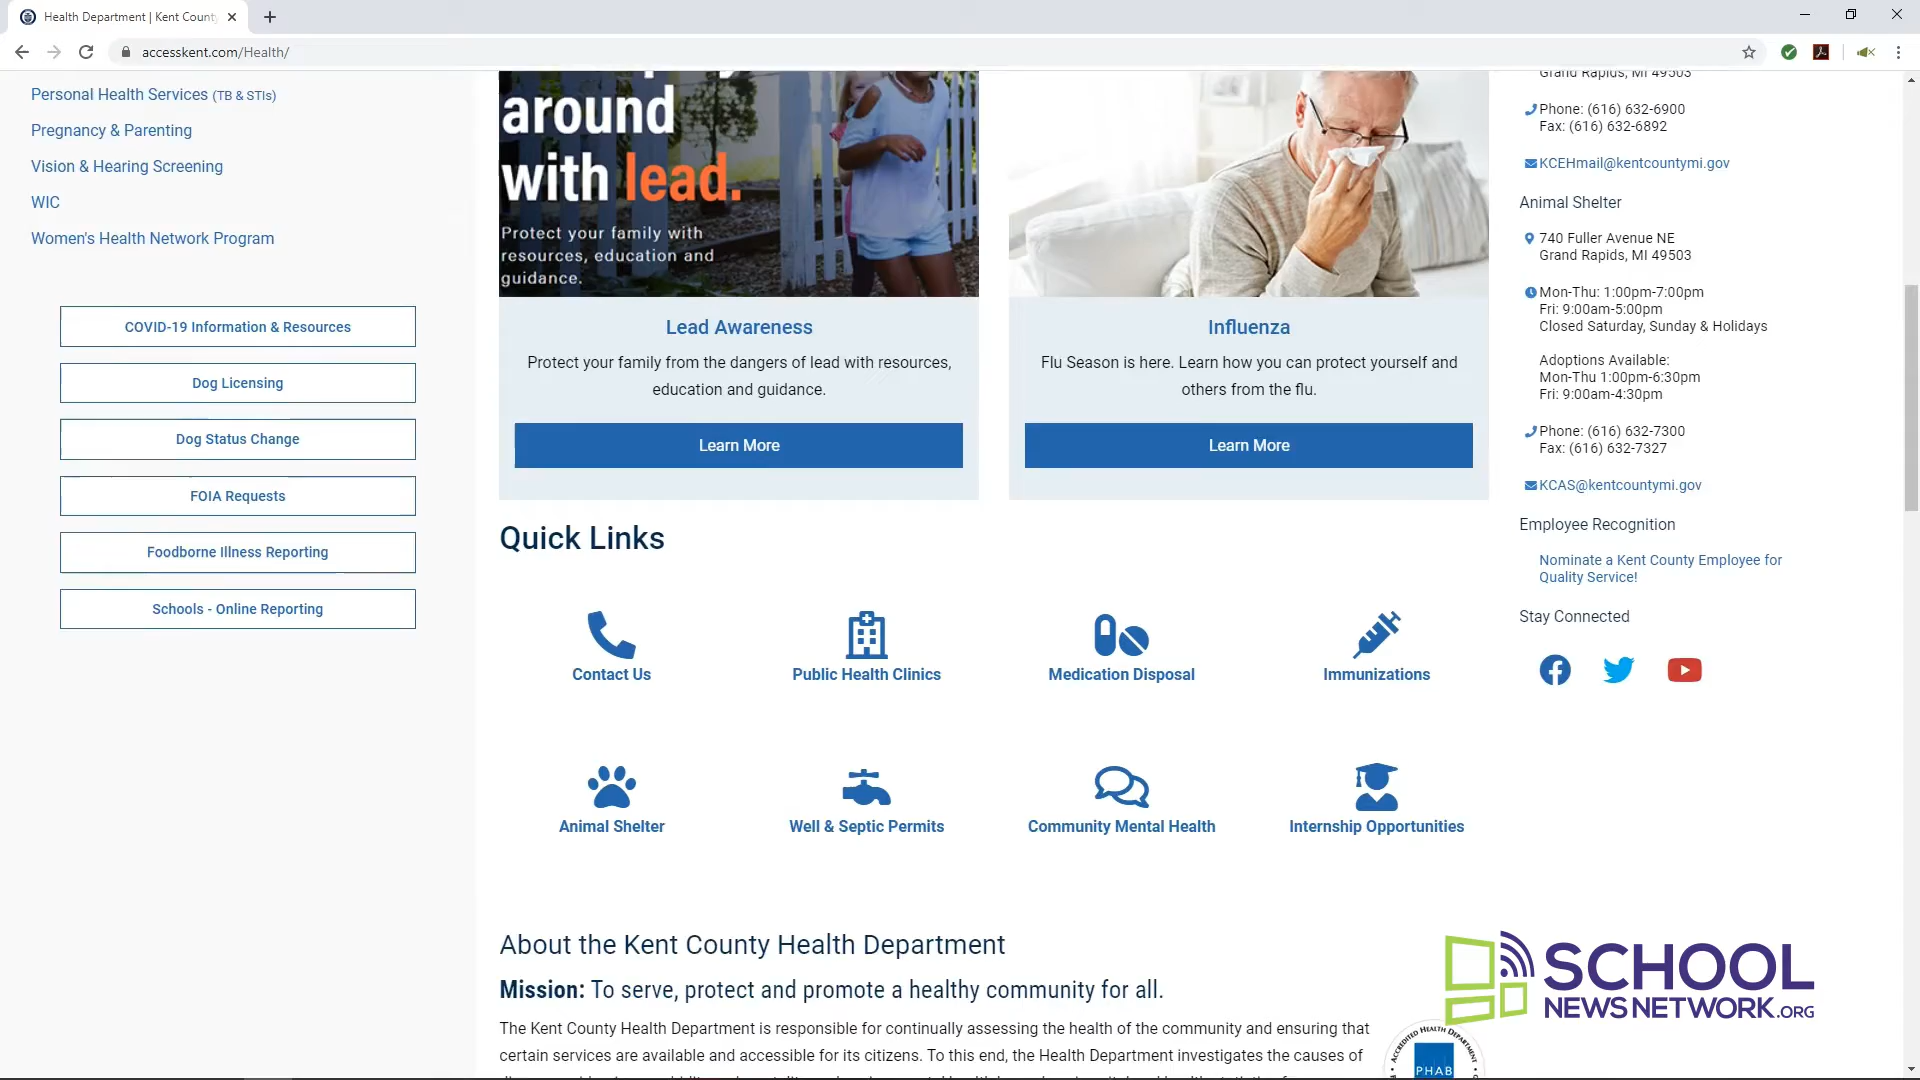 Health Department | Kent County
accesskent.com/Health/
Personal Health Services (TB & STIs)
Pregnancy & Parenting
Vision & Hearing Screening
WIC
Women's Health Network Program
COVID-19 Information & Resources
Dog Licensing
Dog Status Change
FOIA Requests
Foodborne Illness Reporting
Schools - Online Reporting
around
with lead.
Protect your family with
resources, education and
guidance.
Lead Awareness
Protect your family from the dangers of lead with resources,
education and guidance.
Learn More
Influenza
Flu Season is here. Learn how you can protect yourself and
others from the flu.
Learn More
Quick Links
Contact Us
Public Health Clinics
Medication Disposal
Immunizations
Animal Shelter
Well & Septic Permits
Community Mental Health
Internship Opportunities
About the Kent County Health Department
Mission: To serve, protect and promote a healthy community for all.
The Kent County Health Department is responsible for continually assessing the health of the community and ensuring that
certain services are available and accessible for its citizens. To this end, the Health Department investigates the causes of
Grand Rapids, MI 49503
Phone: (616) 632-6900
Fax: (616) 632-6892
KCEHmail@kentcountymi.gov
Animal Shelter
740 Fuller Avenue NE
Grand Rapids, MI 49503
Mon-Thu: 1:00pm-7:00pm
Fri: 9:00am-5:00pm
Closed Saturday, Sunday & Holidays
Adoptions Available:
Mon-Thu 1:00pm-6:30pm
Fri: 9:00am-4:30pm
Phone: (616) 632-7300
Fax: (616) 632-7327
KCAS@kentcountymi.gov
Employee Recognition
Nominate a Kent County Employee for
Quality Service!
Stay Connected
SCHOOL
NEWS NETWORK.ORG
ACCREDITED HEALTH DEPARTMENT
PHAB